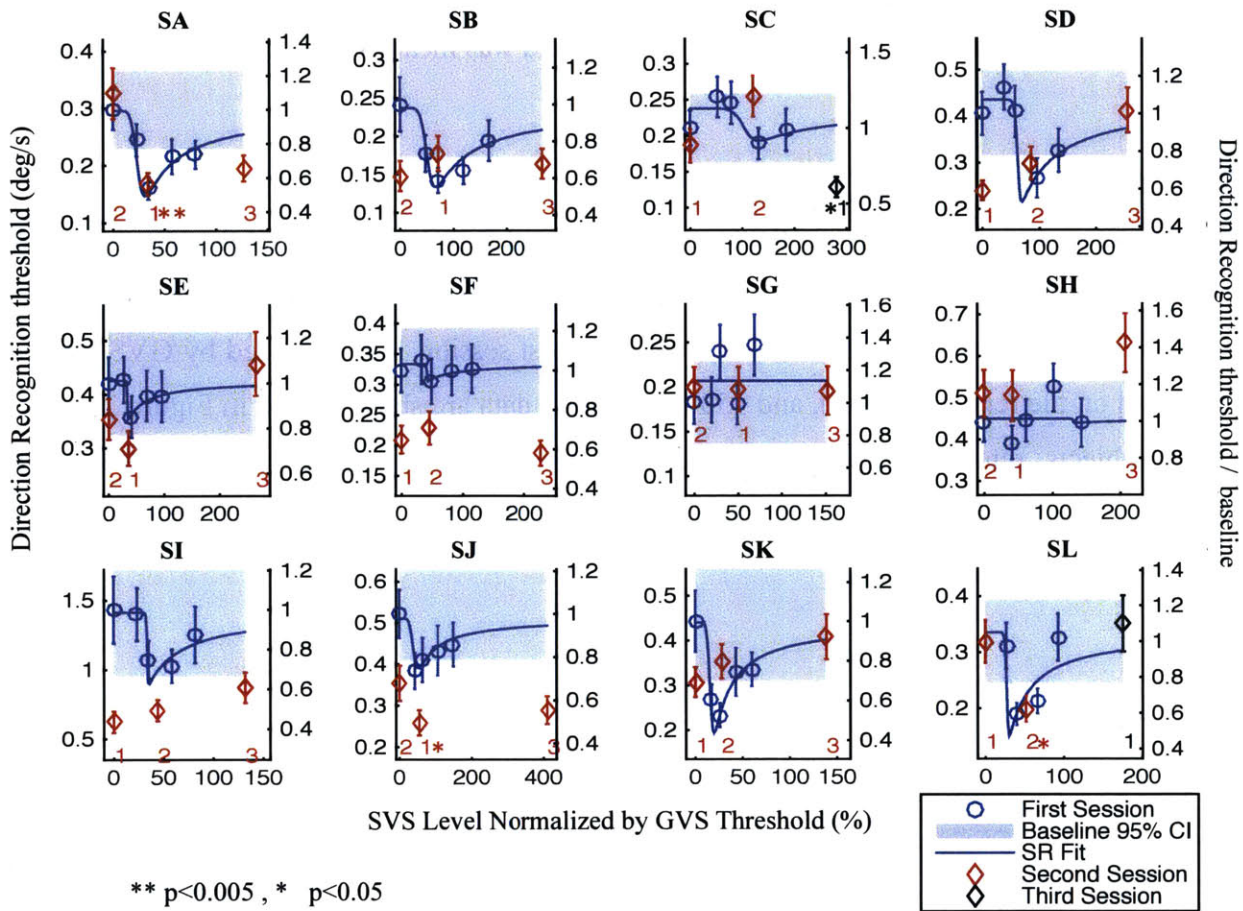 SA SB SC SD
1.4 0.4 1.2 0.3 1 0.2 0.8 0.6 0.1 0.4 2 1** 3 0 50 100 150
0.3 1.2 0.25 1 0.2 0.8 0.15 0.6 0.1 0.4 2 1 3 0 100 200
1.5 0.4 0.35 0.3 1 0.25 0.2 0.15 0.5 0.1 1 2 *1 0 100 200 300
0.5 1.2 1 0.4 0.8 0.3 0.6 0.2 1 2 3 0 100 200
SE SF SG SH
0.5 1.2 0.4 1 0.8 0.3 0.6 2 1 3 0 100 200
0.4 0.35 1.2 0.3 1 0.25 0.8 0.2 0.6 0.15 0.4 1 2 3 0 100 200
0.3 1.6 1.4 1.2 0.2 1 0.8 0.1 0.6 2 1 3 0 50 100 150
0.7 1.6 0.6 1.4 0.5 1.2 1 0.4 0.8 0.3 2 1 3 0 100 200
SI SJ SK SL
1.2 1.5 1 0.8 1 0.6 0.4 0.5 1 2 3 0 50 100 150
0.6 1.2 0.5 1 0.4 0.8 0.3 0.6 0.2 0.4 2 1* 3 0 200 400
1.2 0.5 1 0.4 0.8 0.3 0.6 0.2 0.4 1 2 3 0 50 100 150
0.4 1.4 1.2 0.3 1 0.8 0.2 0.6 0.4 1 2* 1 0 50 100 150 200
Direction Recognition threshold (deg/s)
Direction Recognition threshold / baseline
SVS Level Normalized by GVS Threshold (%)
First Session
Baseline 95% CI
SR Fit
Second Session
Third Session
** p<0.005 , * p<0.05